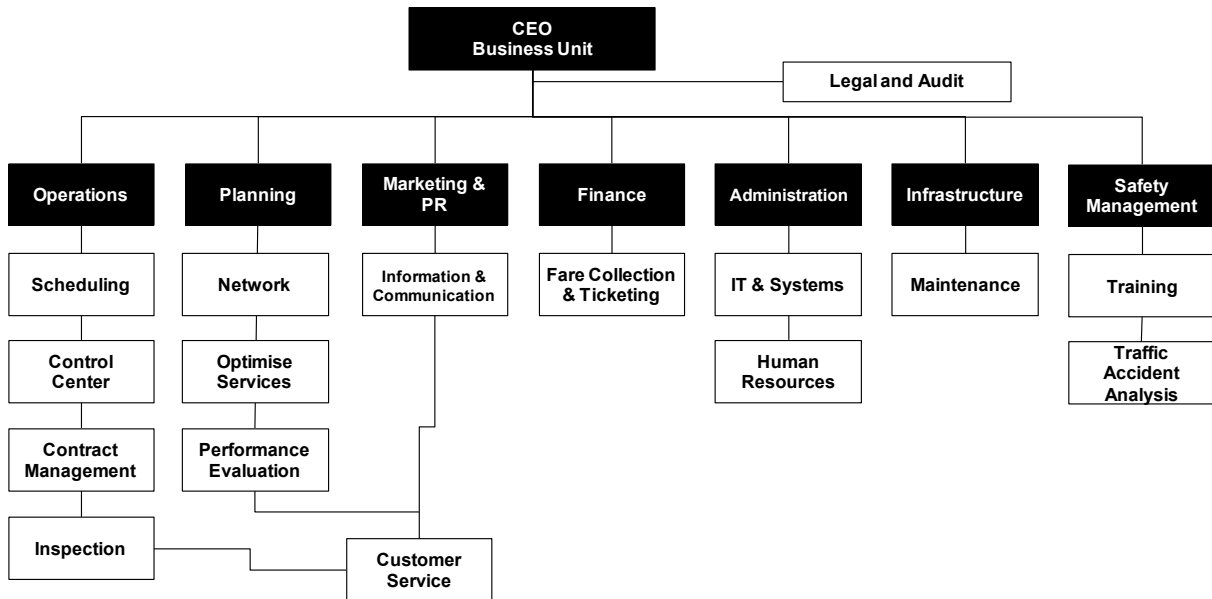 CEO
Business Unit
Legal and Audit
Operations
Planning
Marketing &
PR
Finance
Administration
Infrastructure
Safety
Management
Scheduling
Network
Information &
Communication
Fare Collection
& Ticketing
IT & Systems
Maintenance
Training
Control
Center
Optimise
Services
Human
Resources
Traffic
Accident
Analysis
Contract
Management
Performance
Evaluation
Inspection
Customer
Service